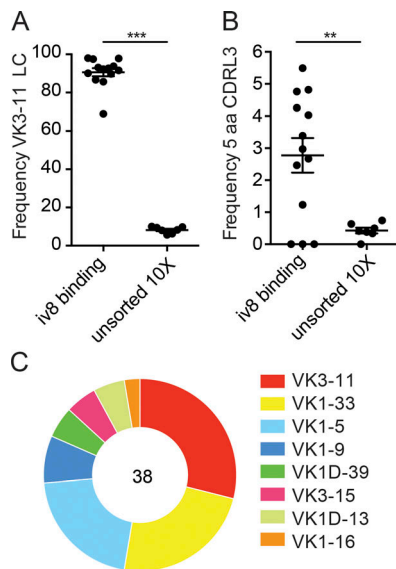 A
***
Frequency VK3-11 LC
100
80
60
40
20
0
iv8 binding
unsorted 10X
B
**
Frequency 5 aa CDRL3
6
5
4
3
2
1
0
iv8 binding
unsorted 10X
C
38
VK3-11
VK1-33
VK1-5
VK1-9
VK1D-39
VK3-15
VK1D-13
VK1-16